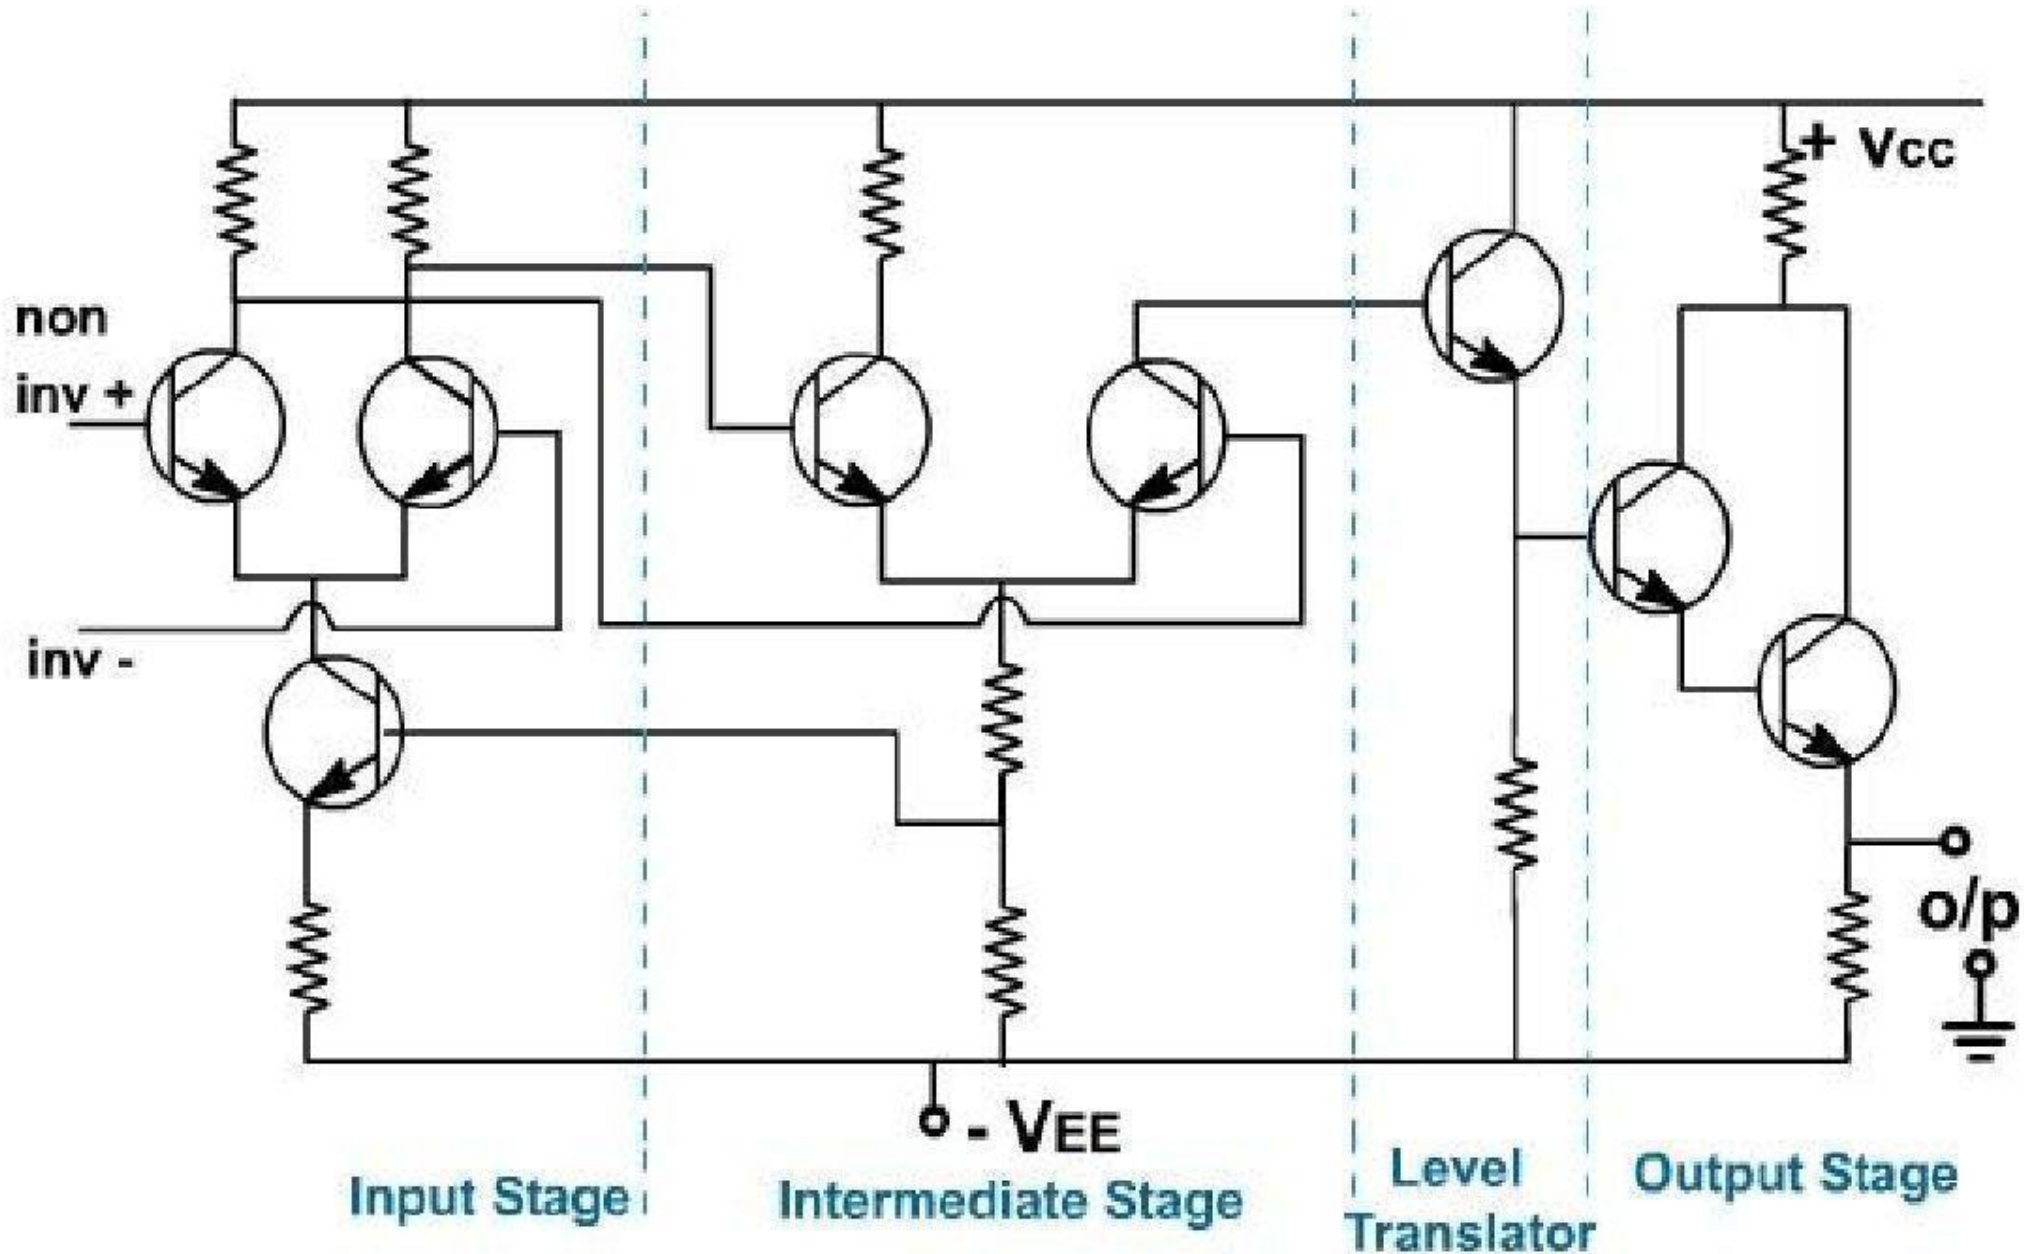 + Vcc
non
inv +
inv -
o/p
- VEE
Input Stage
Intermediate Stage
Level
Translator
Output Stage